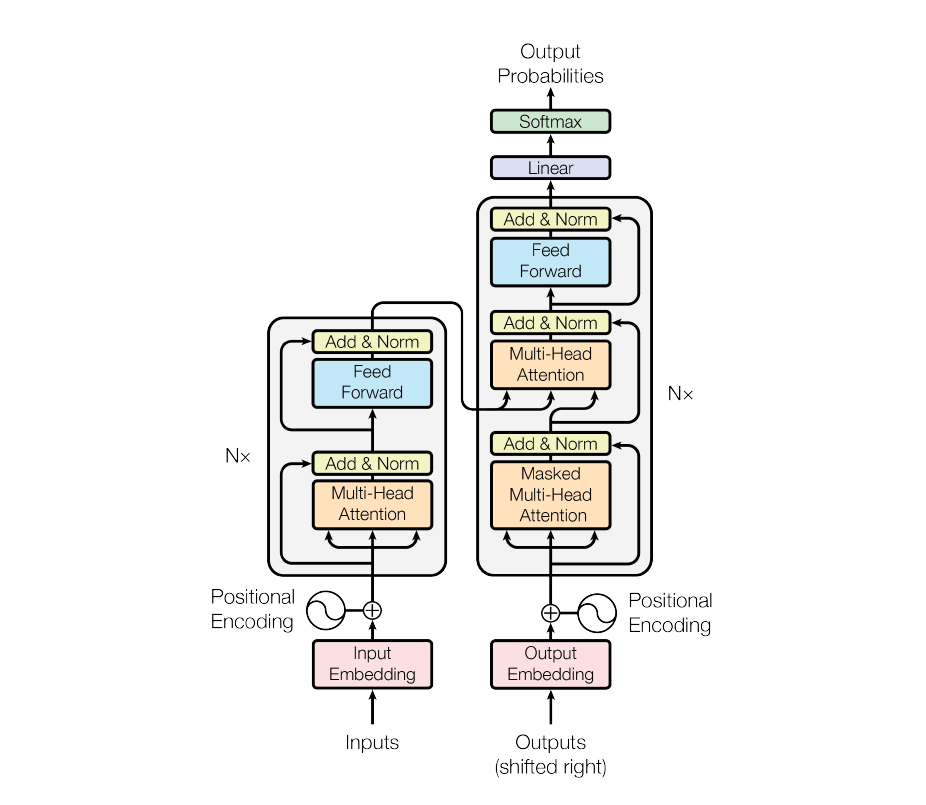 Output
Probabilities
Softmax
Linear
Add & Norm
Feed
Forward
Add & Norm
Multi-Head
Attention
Add & Norm
Masked
Multi-Head
Attention
Nx
Add & Norm
Feed
Forward
Add & Norm
Multi-Head
Attention
N×
Positional
Encoding
Input
Embedding
Inputs
Positional
Encoding
Output
Embedding
Outputs
(shifted right)